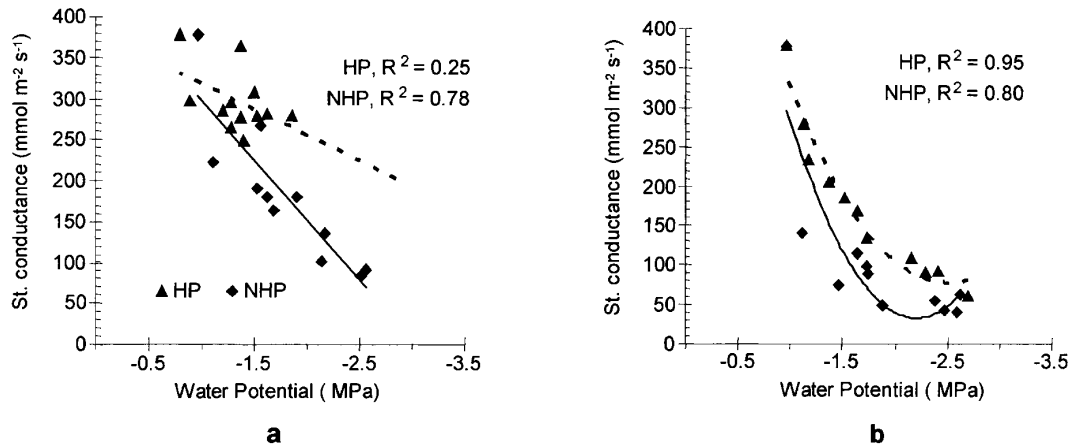 400
350
300
250
200
150
100
50
0
St. conductance (mmol m⁻² s⁻¹)
HP, R² = 0.25
NHP, R² = 0.78
▲ HP ◆ NHP
-0.5 -1.5 -2.5 -3.5
Water Potential ( MPa)
a
400
350
300
250
200
150
100
50
0
St. conductance (mmol m⁻² s⁻¹)
HP, R² = 0.95
NHP, R² = 0.80
-0.5 -1.5 -2.5 -3.5
Water Potential ( MPa)
b